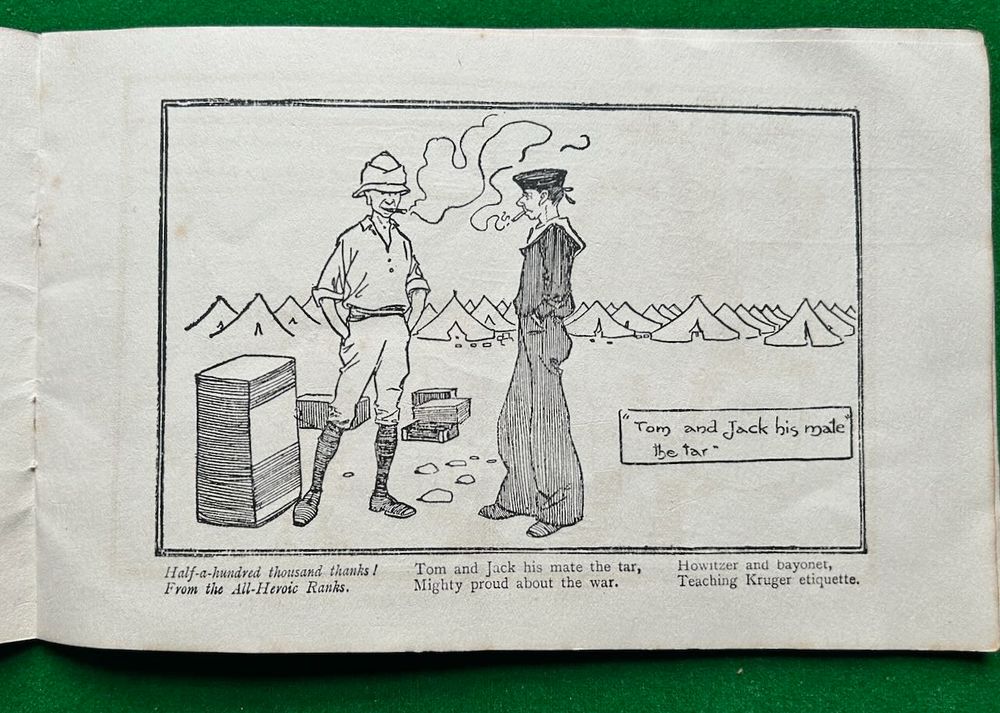 "Tom and Jack his mate
the tar"
Half-a-hundred thousand thanks!
From the All-Heroic Ranks.
Tom and Jack his mate the tar,
Mighty proud about the war.
Howitzer and bayonet,
Teaching Kruger etiquette.